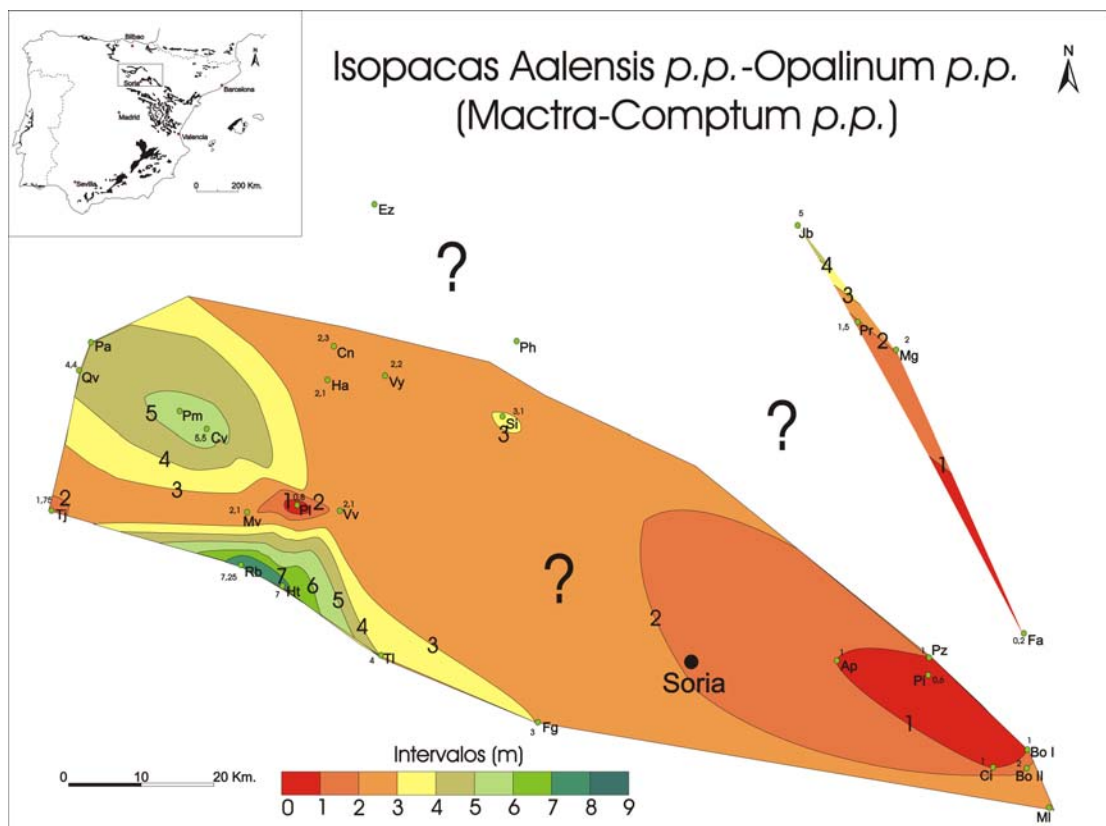 Isopacas Aalensis p.p.-Opalinum p.p.
(Mactra-Comptum p.p.)
N
Bilbao
N
Soria
Barcelona
Madrid
Valencia
Sevilla
0 200 Km.
Ez
?
5
Jb
4
3
1,5
Pr
2
2
Mg
?
1
0,2
Fa
Pa
4,4
Qv
2,3
Cn
2,1
Ha
2,2
Vy
Ph
3,1
Si
3
5
Pm
5,5
Cv
4
3
1,75
2
Tj
2,1
Mv
1
0,8
Pl
2
2,1
Vv
7,25
Rb
7
7
Ht
6
5
4
4
Tl
3
3
Fg
?
2
Soria
1
Ap
1
Pz
Pl
0,6
1
1
Bo I
1
Ci
2
Bo II
Ml
0 10 20 Km.
Intervalos (m)
0 1 2 3 4 5 6 7 8 9